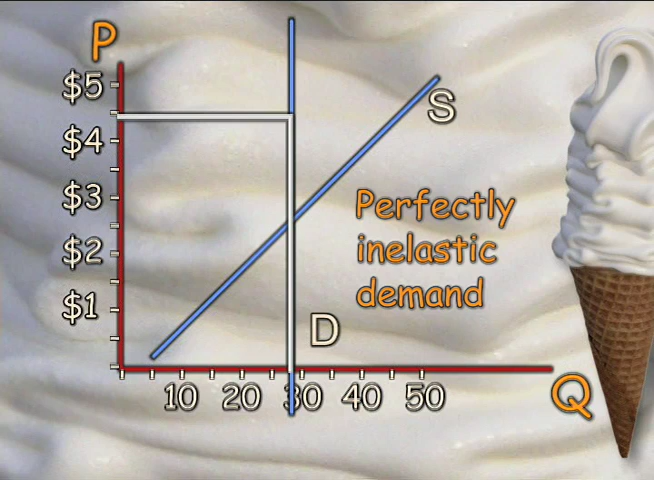 P
$5
$4
$3
$2
$1
S
Perfectly
inelastic
demand
D
10 20 30 40 50
Q